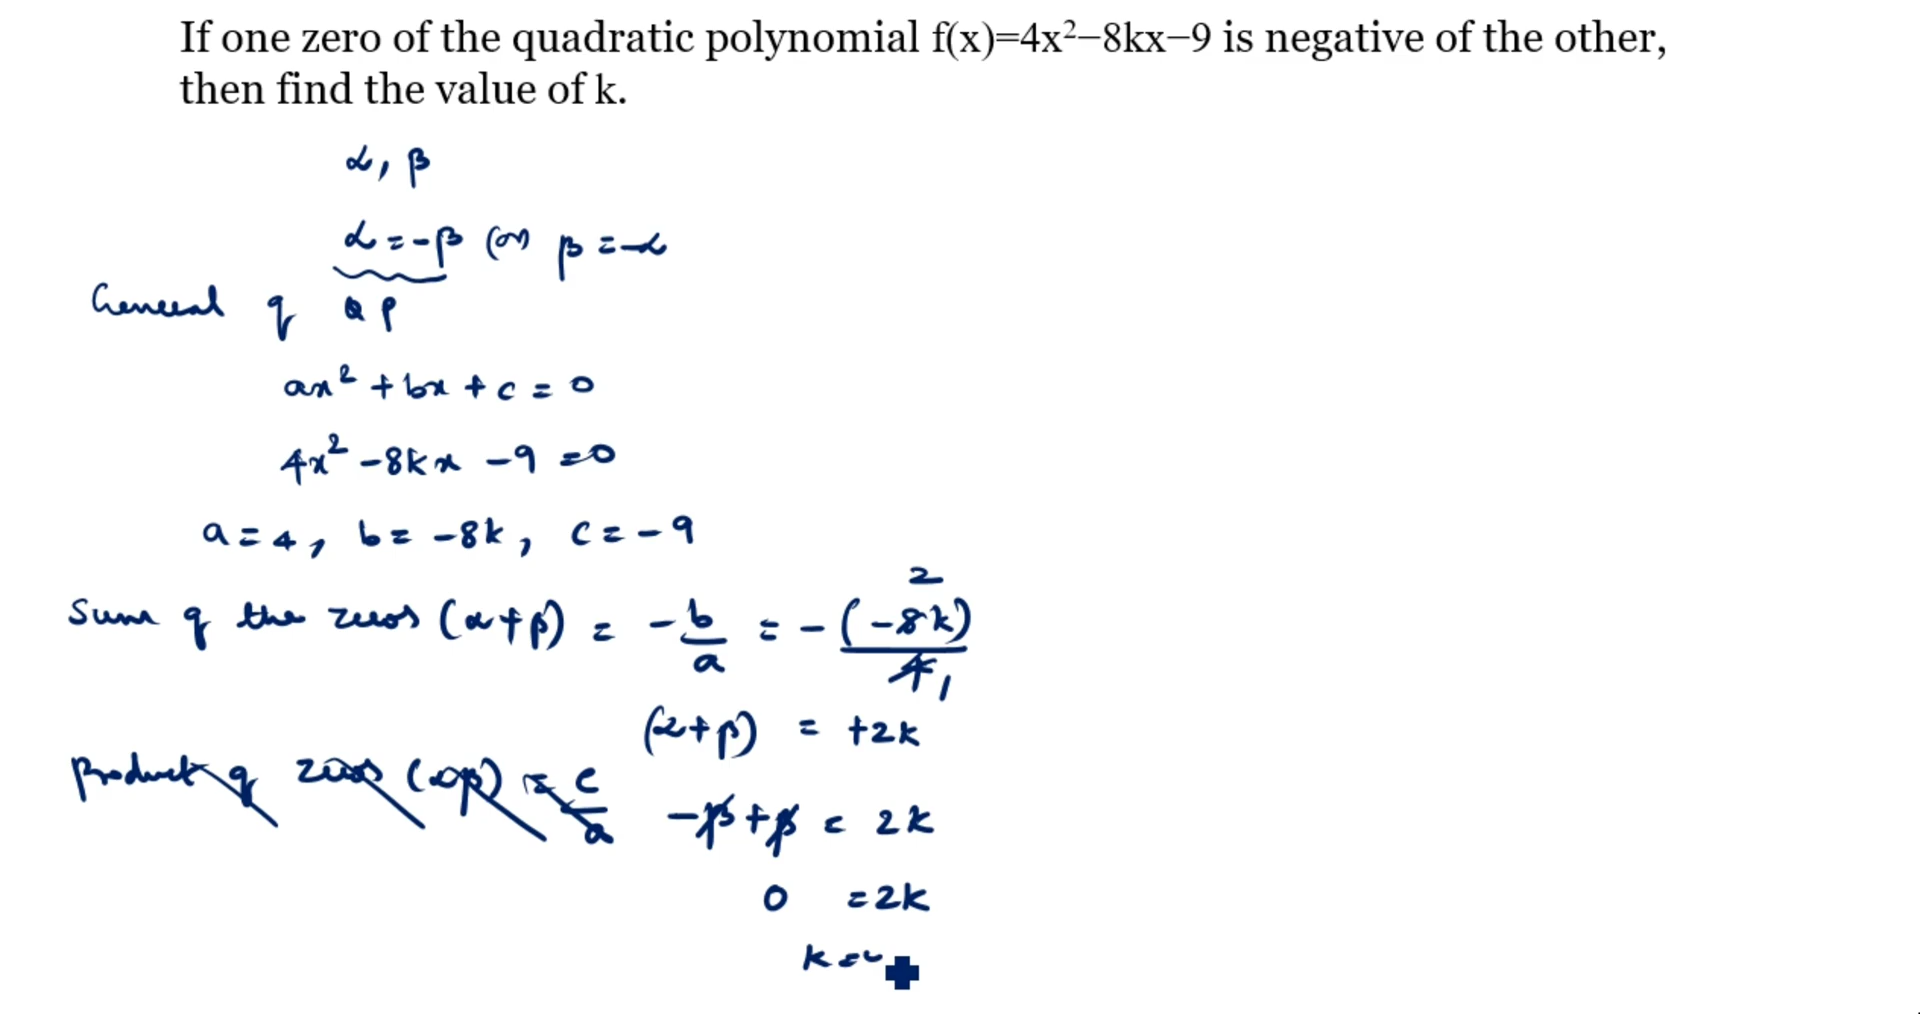 If one zero of the quadratic polynomial f(x)=4x²−8kx−9 is negative of the other,
then find the value of k.
α, β
α = -β (or) β = -α
General of QP
ax² + bx + c = 0
4x² - 8kx - 9 = 0
a = 4, b = -8k, c = -9
2
Sum of the zeros (α+β) = -b/a = -(-8k)/4 1
(α+β) = +2k
Product of zeros (αβ) = c/a
-β + β = 2k
0 = 2k
k =